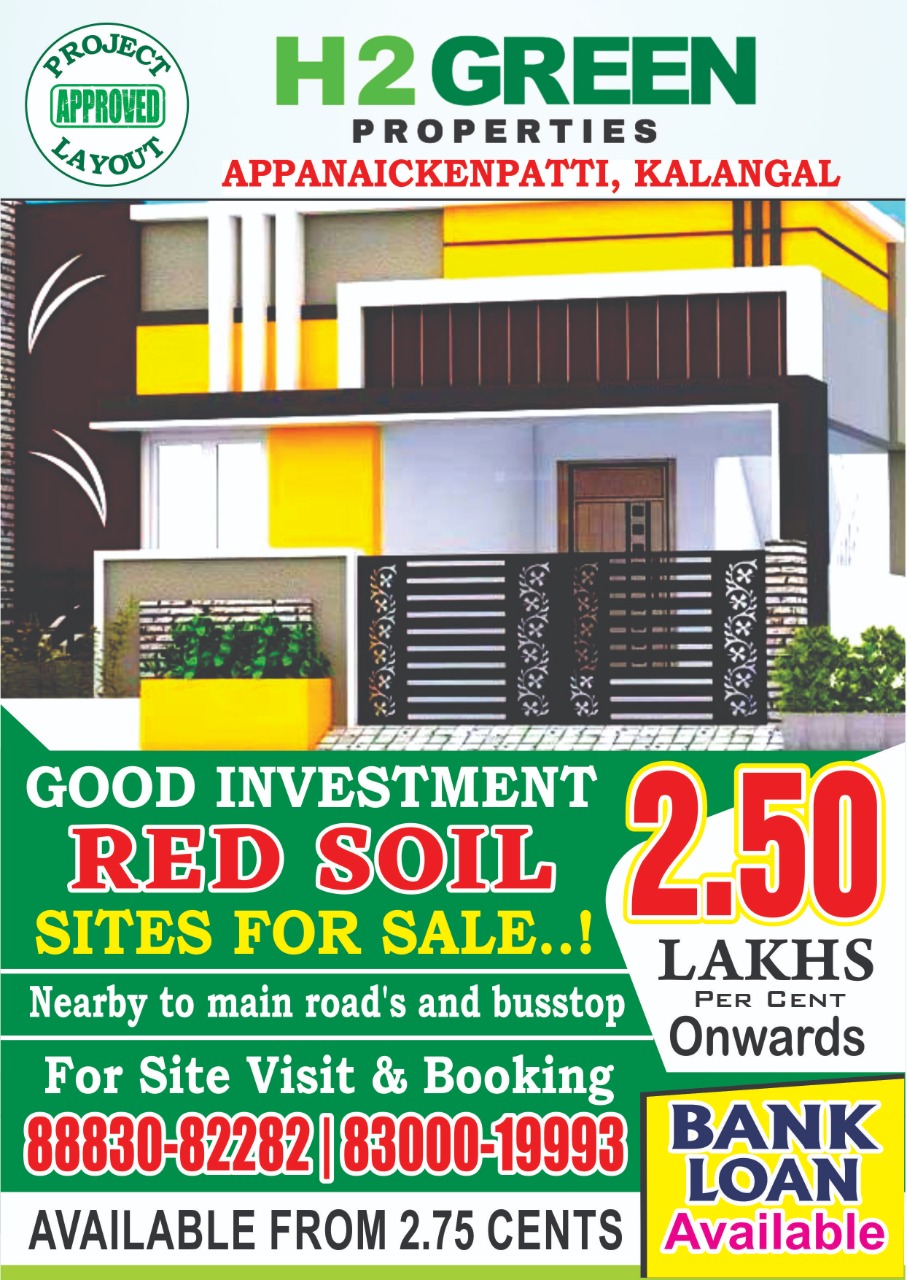 PROJECT
APPROVED
LAYOUT
H2 GREEN
PROPERTIES
APPANAICKENPATTI, KALANGAL
GOOD INVESTMENT
RED SOIL
SITES FOR SALE..!
Nearby to main road's and busstop
2.50
LAKHS
PER CENT
Onwards
For Site Visit & Booking
88830-82282 | 83000-19993
AVAILABLE FROM 2.75 CENTS
BANK
LOAN
Available